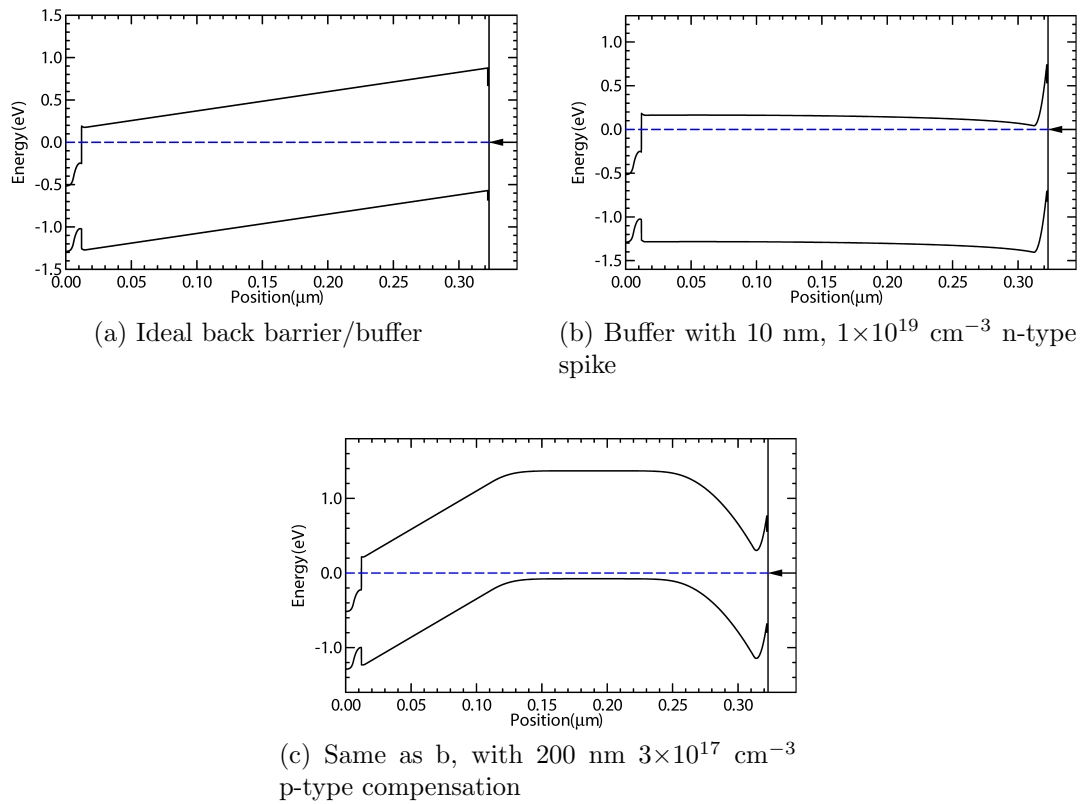 1.5
1.0
0.5
0.0
-0.5
-1.0
-1.5
Energy(eV)
0.00 0.05 0.10 0.15 0.20 0.25 0.30
Position(μm)
(a) Ideal back barrier/buffer
1.0
0.5
0.0
-0.5
-1.0
-1.5
Energy(eV)
0.00 0.05 0.10 0.15 0.20 0.25 0.30
Position(μm)
(b) Buffer with 10 nm, 1×10¹⁹ cm⁻³ n-type
spike
1.0
0.0
-1.0
Energy(eV)
0.00 0.05 0.10 0.15 0.20 0.25 0.30
Position(μm)
(c) Same as b, with 200 nm 3×10¹⁷ cm⁻³
p-type compensation